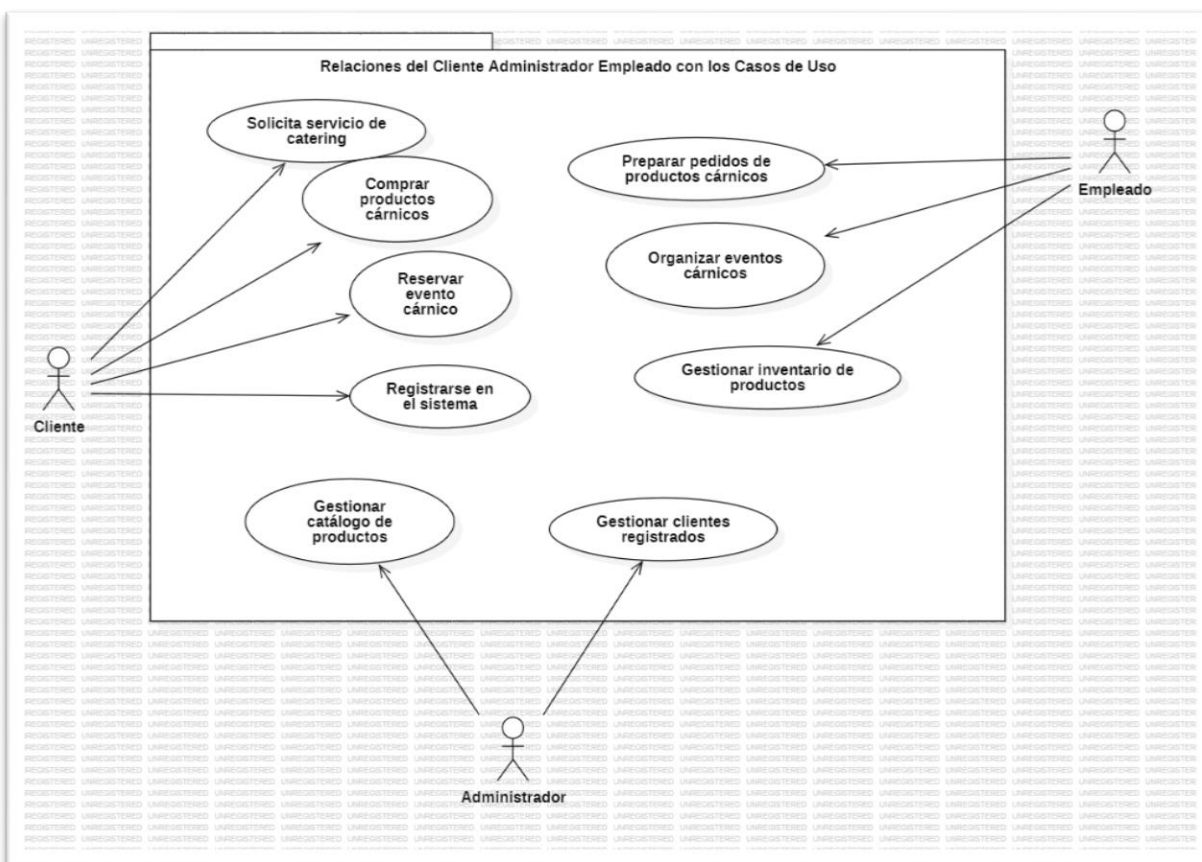 Relaciones del Cliente Administrador Empleado con los Casos de Uso
Solicita servicio de
catering
Comprar
productos
cárnicos
Reservar
evento
cárnico
Registrarse en
el sistema
Preparar pedidos de
productos cárnicos
Organizar eventos
cárnicos
Gestionar inventario de
productos
Empleado
Cliente
Gestionar
catálogo de
productos
Gestionar clientes
registrados
Administrador
UNREGISTERED